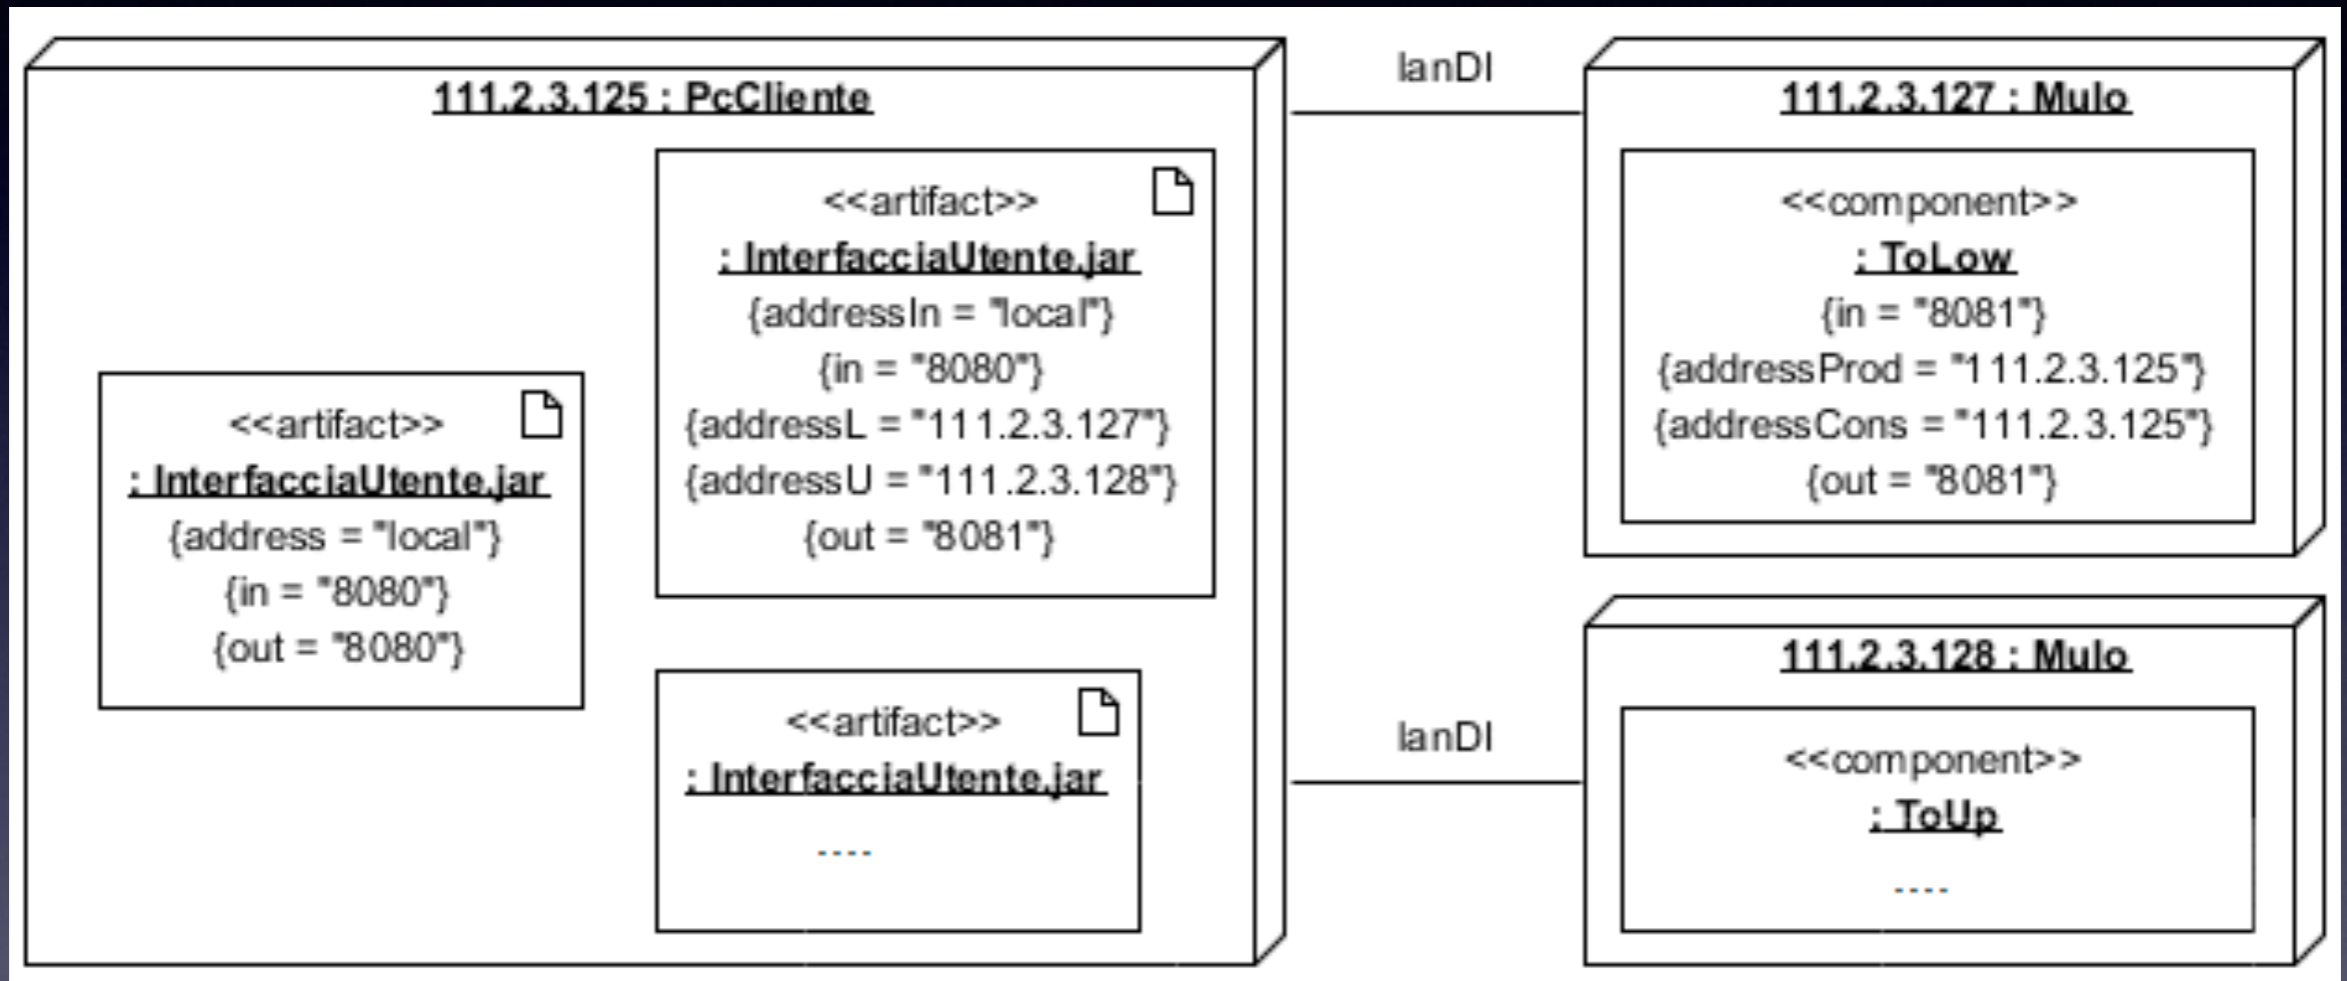 111.2.3.125 : PcCliente
<<artifact>>
: InterfacciaUtente.jar
{address = "local"}
{in = "8080"}
{out = "8080"}
<<artifact>>
: InterfacciaUtente.jar
{addressIn = "local"}
{in = "8080"}
{addressL = "111.2.3.127"}
{addressU = "111.2.3.128"}
{out = "8081"}
<<artifact>>
: InterfacciaUtente.jar
----
lanDI
lanDI
111.2.3.127 : Mulo
<<component>>
: ToLow
{in = "8081"}
{addressProd = "111.2.3.125"}
{addressCons = "111.2.3.125"}
{out = "8081"}
111.2.3.128 : Mulo
<<component>>
: ToUp
----